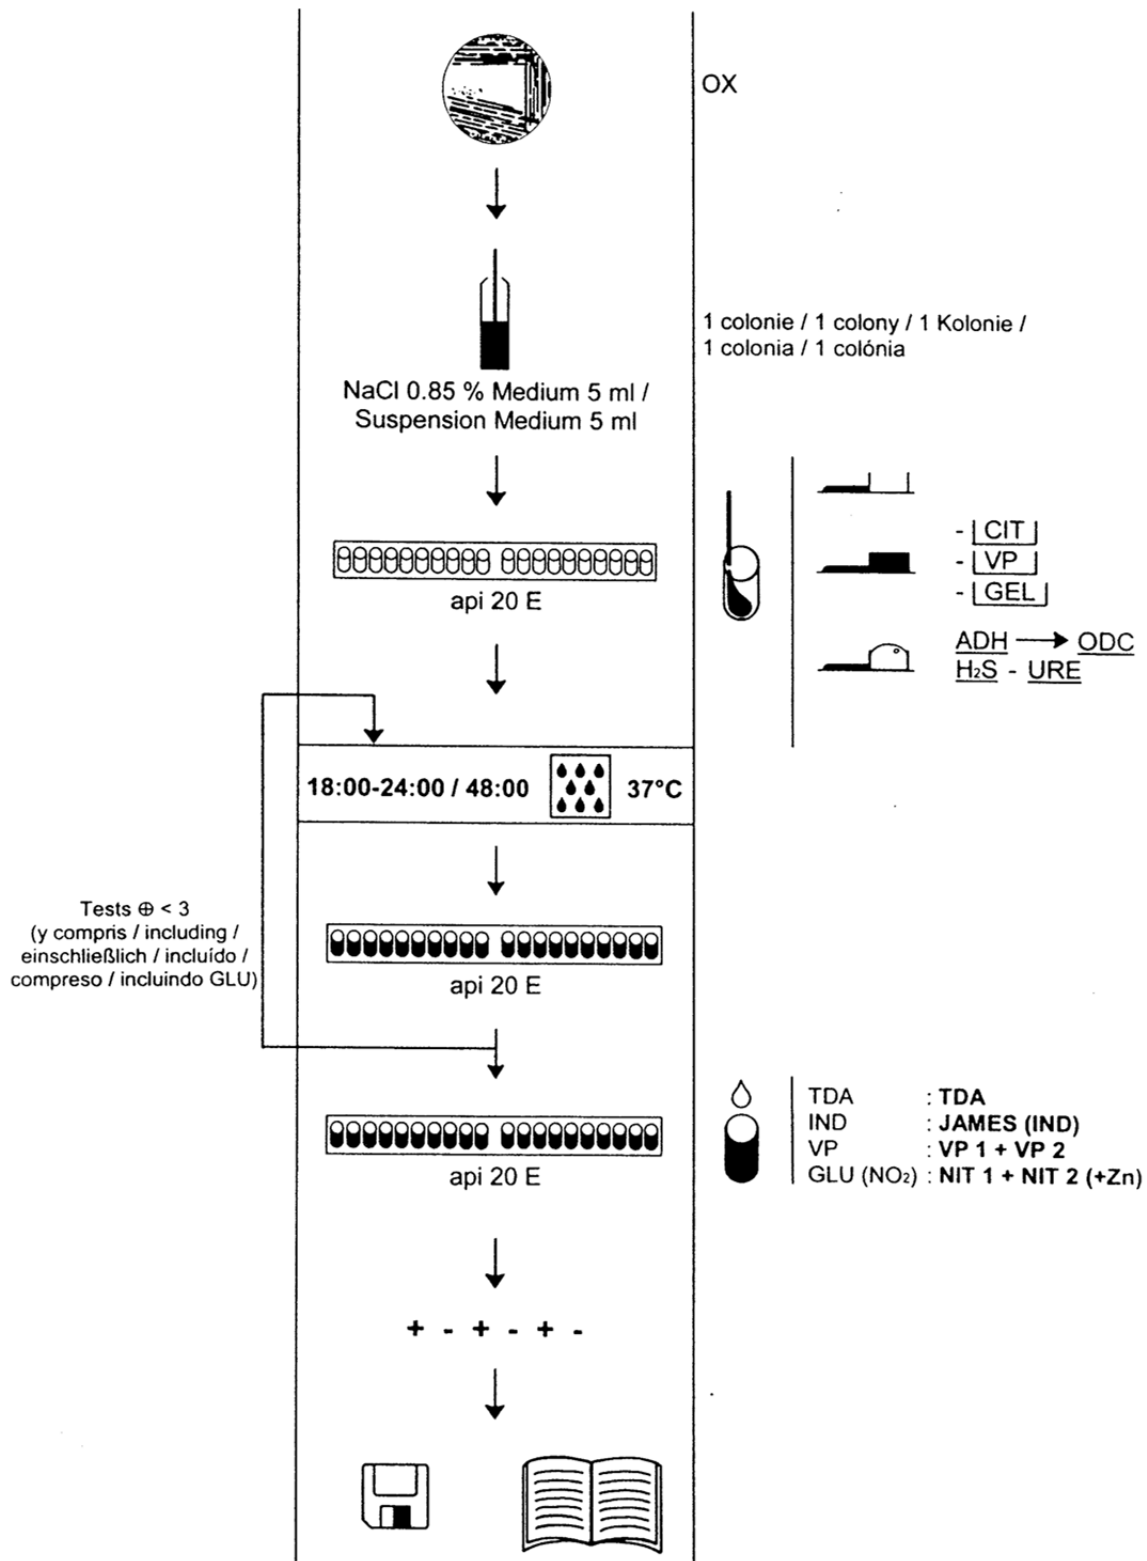 OX
1 colonie / 1 colony / 1 Kolonie /
1 colonia / 1 colónia
NaCl 0.85 % Medium 5 ml /
Suspension Medium 5 ml
- CIT
- VP
- GEL
api 20 E
ADH → ODC
H₂S - URE
18:00-24:00 / 48:00 37°C
Tests ⊕ < 3
(y compris / including /
einschließlich / incluído /
compreso / incluindo GLU)
api 20 E
TDA : TDA
IND : JAMES (IND)
VP : VP 1 + VP 2
GLU (NO₂) : NIT 1 + NIT 2 (+Zn)
api 20 E
+ - + - + -